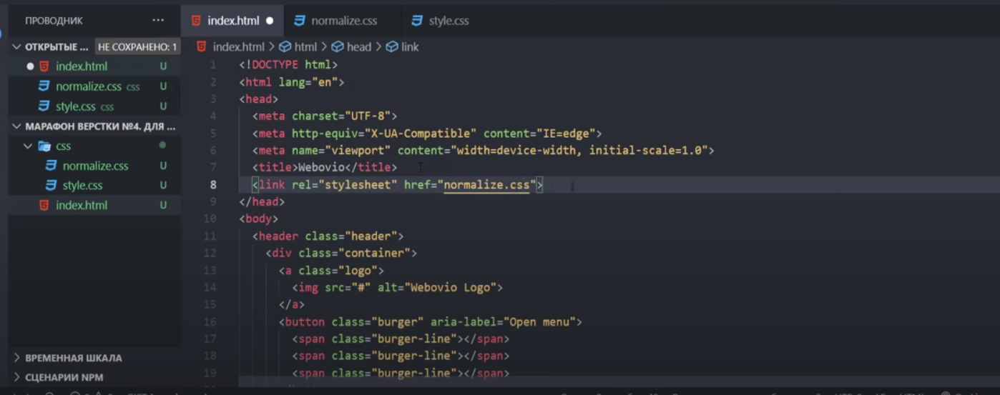 ПРОВОДНИК ...
index.html
normalize.css
style.css
ОТКРЫТЫЕ ... НЕ СОХРАНЕНО: 1
index.html U
normalize.css css U
style.css css U
МАРАФОН ВЕРСТКИ №4. ДЛЯ ...
css
normalize.css U
style.css U
index.html U
ВРЕМЕННАЯ ШКАЛА
СЦЕНАРИИ NPM
index.html > html > head > link
1 <!DOCTYPE html>
2 <html lang="en">
3 <head>
4 <meta charset="UTF-8">
5 <meta http-equiv="X-UA-Compatible" content="IE=edge">
6 <meta name="viewport" content="width=device-width, initial-scale=1.0">
7 <title>Webovio</title>
8 <link rel="stylesheet" href="normalize.css">
9 </head>
10 <body>
11 <header class="header">
12 <div class="container">
13 <a class="logo">
14 <img src="#" alt="Webovio Logo">
15 </a>
16 <button class="burger" aria-label="Open menu">
17 <span class="burger-line"></span>
18 <span class="burger-line"></span>
19 <span class="burger-line"></span>